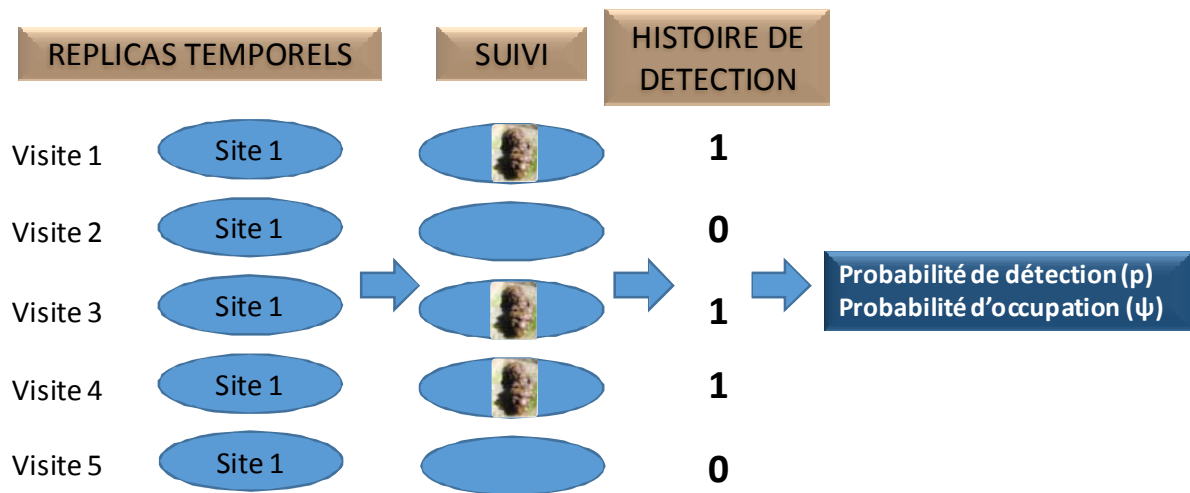 REPLICAS TEMPORELS
SUIVI
HISTOIRE DE
DETECTION
Visite 1
Site 1
1
Visite 2
Site 1
0
Visite 3
Site 1
1
Visite 4
Site 1
1
Visite 5
Site 1
0
Probabilité de détection (p)
Probabilité d'occupation (ψ)